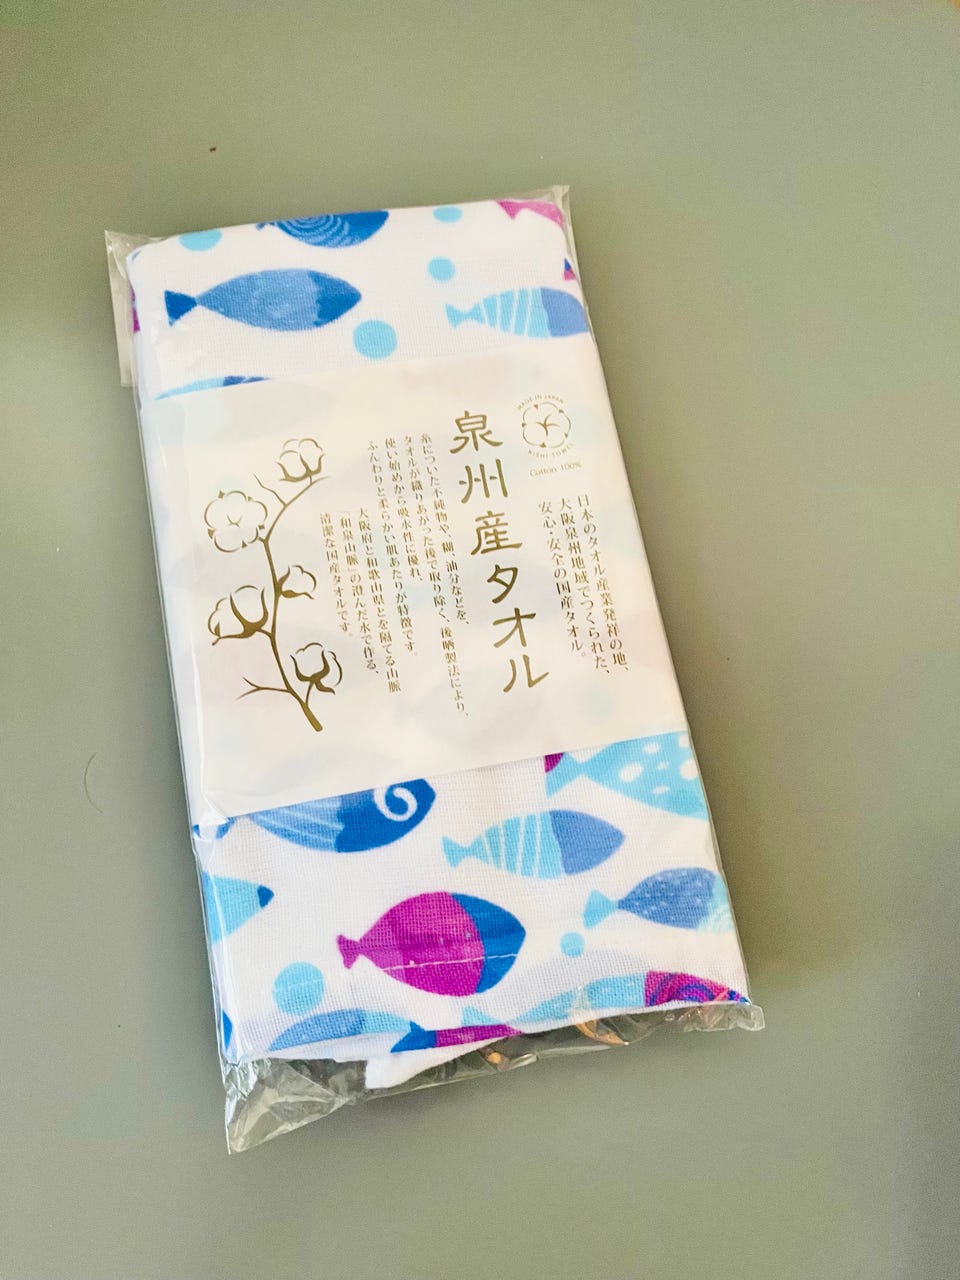 MADE IN JAPAN
NISHI-TOWEL
Cotton 100%
日本のタオル産業発祥の地、
大阪泉州地域でつくられた、
安心・安全の国産タオル。
泉州産タオル
糸についた不純物や、糊、油分などを、
タオルが織りあがった後で取り除く、後晒製法により、
使い始めから吸水性に優れ、
ふんわりと柔らかい肌あたりが特徴です。
大阪府と和歌山県とを隔てる山脈
「和泉山脈」の澄んだ水で作る、
清潔な国産タオルです。